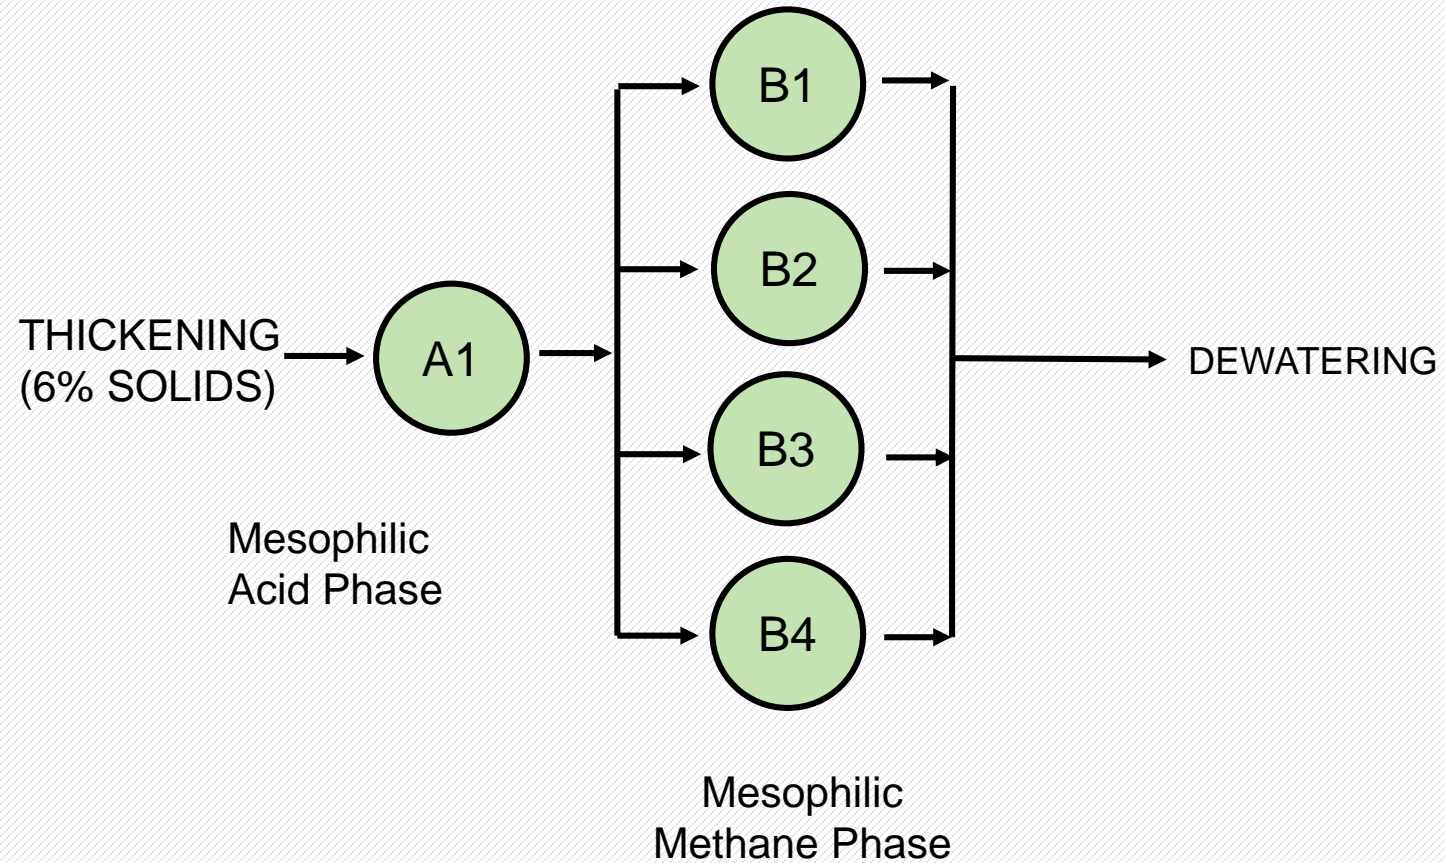 B1
B2
THICKENING
(6% SOLIDS)
A1
DEWATERING
B3
Mesophilic
Acid Phase
B4
Mesophilic
Methane Phase